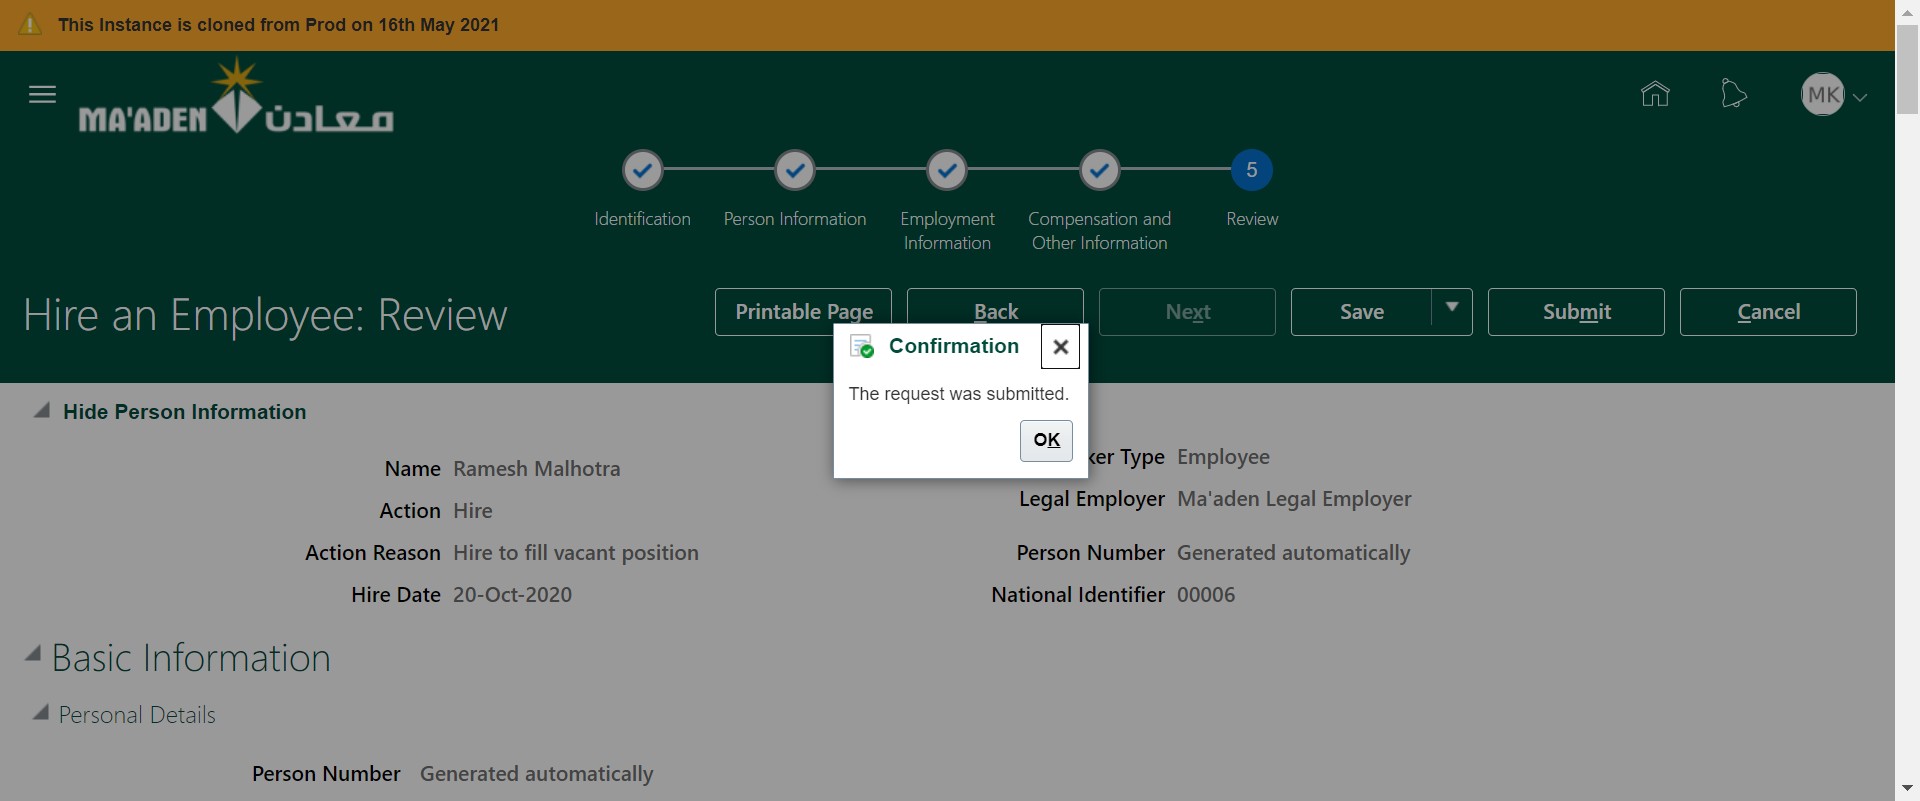 This Instance is cloned from Prod on 16th May 2021
MA'ADEN معادن
MK
5
Identification
Person Information
Employment
Information
Compensation and
Other Information
Review
Hire an Employee: Review
Printable Page
Back
Next
Save
Submit
Cancel
Confirmation
The request was submitted.
OK
Hide Person Information
Name Ramesh Malhotra
ker Type Employee
Action Hire
Legal Employer Ma'aden Legal Employer
Action Reason Hire to fill vacant position
Person Number Generated automatically
Hire Date 20-Oct-2020
National Identifier 00006
Basic Information
Personal Details
Person Number Generated automatically